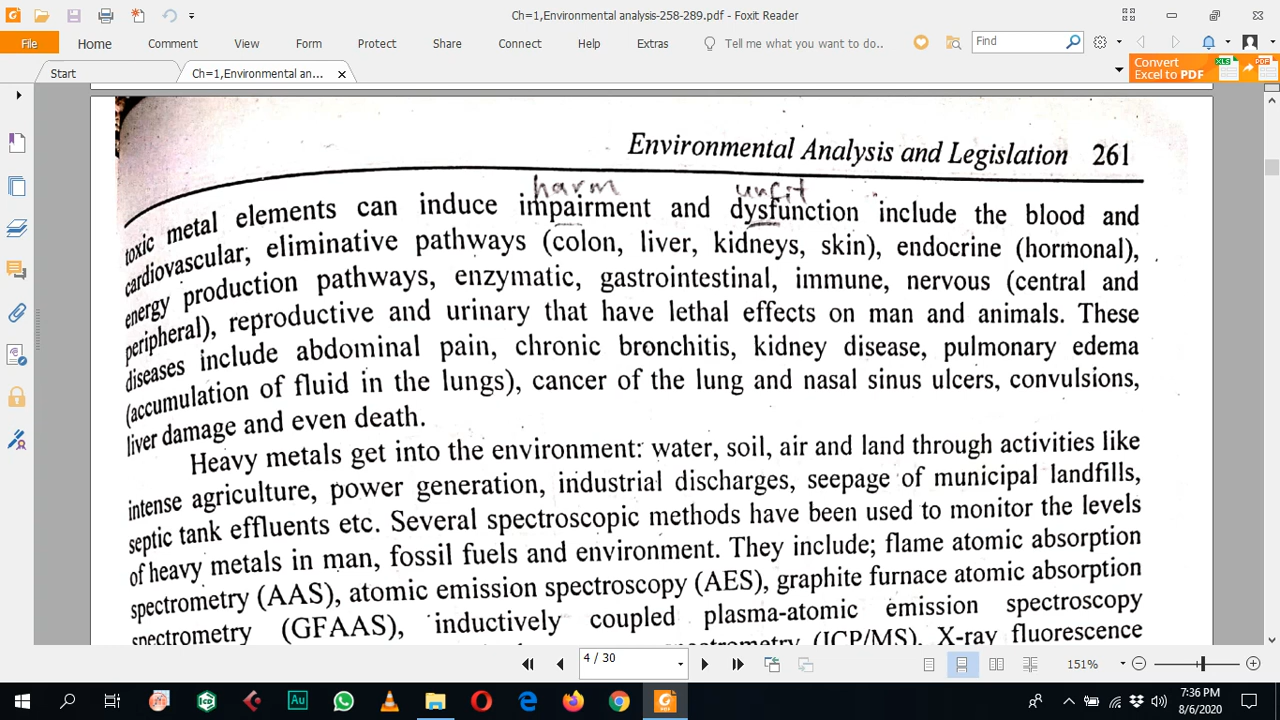 Ch=1,Environmental analysis-258-289.pdf - Foxit Reader
File Home Comment View Form Protect Share Connect Help Extras Tell me what you want to do.. Find
Start Ch=1,Environmental an... Convert Excel to PDF
Environmental Analysis and Legislation 261
harm unfit
toxic metal elements can induce impairment and dysfunction include the blood and
cardiovascular; eliminative pathways (colon, liver, kidneys, skin), endocrine (hormonal),
energy production pathways, enzymatic, gastrointestinal, immune, nervous (central and
peripheral), reproductive and urinary that have lethal effects on man and animals. These
diseases include abdominal pain, chronic bronchitis, kidney disease, pulmonary edema
(accumulation of fluid in the lungs), cancer of the lung and nasal sinus ulcers, convulsions,
liver damage and even death.
Heavy metals get into the environment: water, soil, air and land through activities like
intense agriculture, power generation, industrial discharges, seepage of municipal landfills,
septic tank effluents etc. Several spectroscopic methods have been used to monitor the levels
of heavy metals in man, fossil fuels and environment. They include; flame atomic absorption
spectrometry (AAS), atomic emission spectroscopy (AES), graphite furnace atomic absorption
spectrometry (GFAAS), inductively coupled plasma-atomic emission spectroscopy
spectrometry (ICP/MS), X-ray fluorescence
4 / 30 151%
7:36 PM
8/6/2020